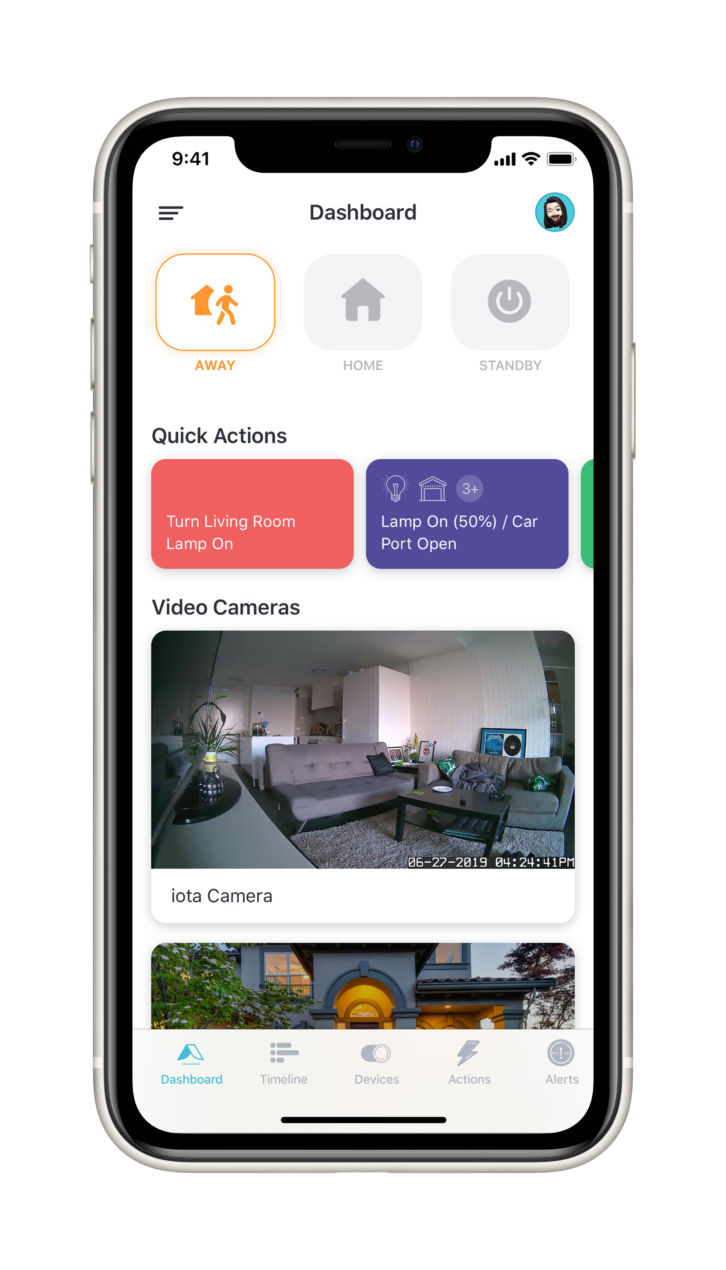 9:41
Dashboard
AWAY
HOME
STANDBY
Quick Actions
Turn Living Room
Lamp On
3+
Lamp On (50%) / Car
Port Open
Video Cameras
06-27-2019 04:24:41PM
iota Camera
Dashboard
Timeline
Devices
Actions
Alerts